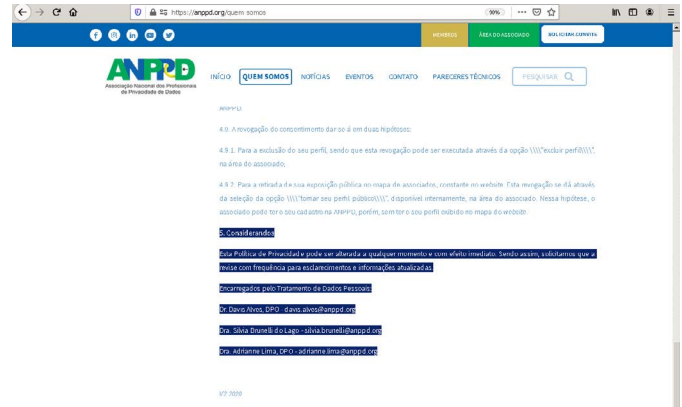 https://anppd.org/quem-somos
90%
MEMBROS
ÁREA DO ASSOCIADO
SOLICITAR CONVITE
ANPPD
Associação Nacional dos Profissionais
de Privacidade de Dados
INÍCIO
QUEM SOMOS
NOTÍCIAS
EVENTOS
CONTATO
PARECERES TÉCNICOS
PESQUISAR
ANPPD.
4.9. A revogação do consentimento dar-se-á em duas hipóteses:
4.9.1. Para a exclusão do seu perfil, sendo que esta revogação pode ser executada através da opção \\\\"excluir perfil\\\\",
na área do associado;
4.9.2. Para a retirada de sua exposição pública no mapa de associados, constante no website. Esta revogação se dá através
da seleção da opção \\\\"tornar seu perfil público\\\\", disponível internamente, na área do associado. Nessa hipótese, o
associado pode ter o seu cadastro na ANPPD, porém, sem ter o seu perfil exibido no mapa do website.
5. Considerandos
Esta Política de Privacidade pode ser alterada a qualquer momento e com efeito imediato. Sendo assim, solicitamos que a
revise com frequência para esclarecimentos e informações atualizadas.
Encarregados pelo Tratamento de Dados Pessoais:
Dr. Davis Alves, DPO - davis.alves@anppd.org
Dra. Silvia Brunelli do Lago - silvia.brunelli@anppd.org
Dra. Adrianne Lima, DPO - adrianne.lima@anppd.org
V2 2020